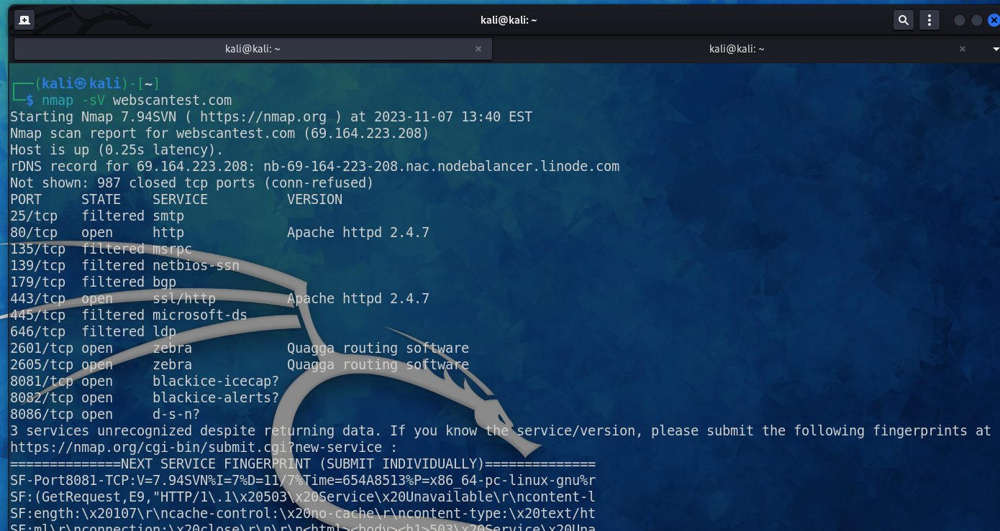 kali@kali: ~
kali@kali: ~ × kali@kali: ~ ×
┌──(kali㉿kali)-[~]
└─$ nmap -sV webscantest.com
Starting Nmap 7.94SVN ( https://nmap.org ) at 2023-11-07 13:40 EST
Nmap scan report for webscantest.com (69.164.223.208)
Host is up (0.25s latency).
rDNS record for 69.164.223.208: nb-69-164-223-208.nac.nodebalancer.linode.com
Not shown: 987 closed tcp ports (conn-refused)
PORT     STATE    SERVICE          VERSION
25/tcp   filtered smtp
80/tcp   open     http             Apache httpd 2.4.7
135/tcp  filtered msrpc
139/tcp  filtered netbios-ssn
179/tcp  filtered bgp
443/tcp  open     ssl/http         Apache httpd 2.4.7
445/tcp  filtered microsoft-ds
646/tcp  filtered ldp
2601/tcp open     zebra            Quagga routing software
2605/tcp open     zebra            Quagga routing software
8081/tcp open     blackice-icecap?
8082/tcp open     blackice-alerts?
8086/tcp open     d-s-n?
3 services unrecognized despite returning data. If you know the service/version, please submit the following fingerprints at
https://nmap.org/cgi-bin/submit.cgi?new-service :
==============NEXT SERVICE FINGERPRINT (SUBMIT INDIVIDUALLY)==============
SF-Port8081-TCP:V=7.94SVN%I=7%D=11/7%Time=654A8513%P=x86_64-pc-linux-gnu%r
SF:(GetRequest,E9,"HTTP/1\.1\x20503\x20Service\x20Unavailable\r\ncontent-l
SF:ength:\x20107\r\ncache-control:\x20no-cache\r\ncontent-type:\x20text/ht
SF:ml\r\nconnection:\x20close\r\n\r\n<html><body><h1>503\x20Service\x20Una